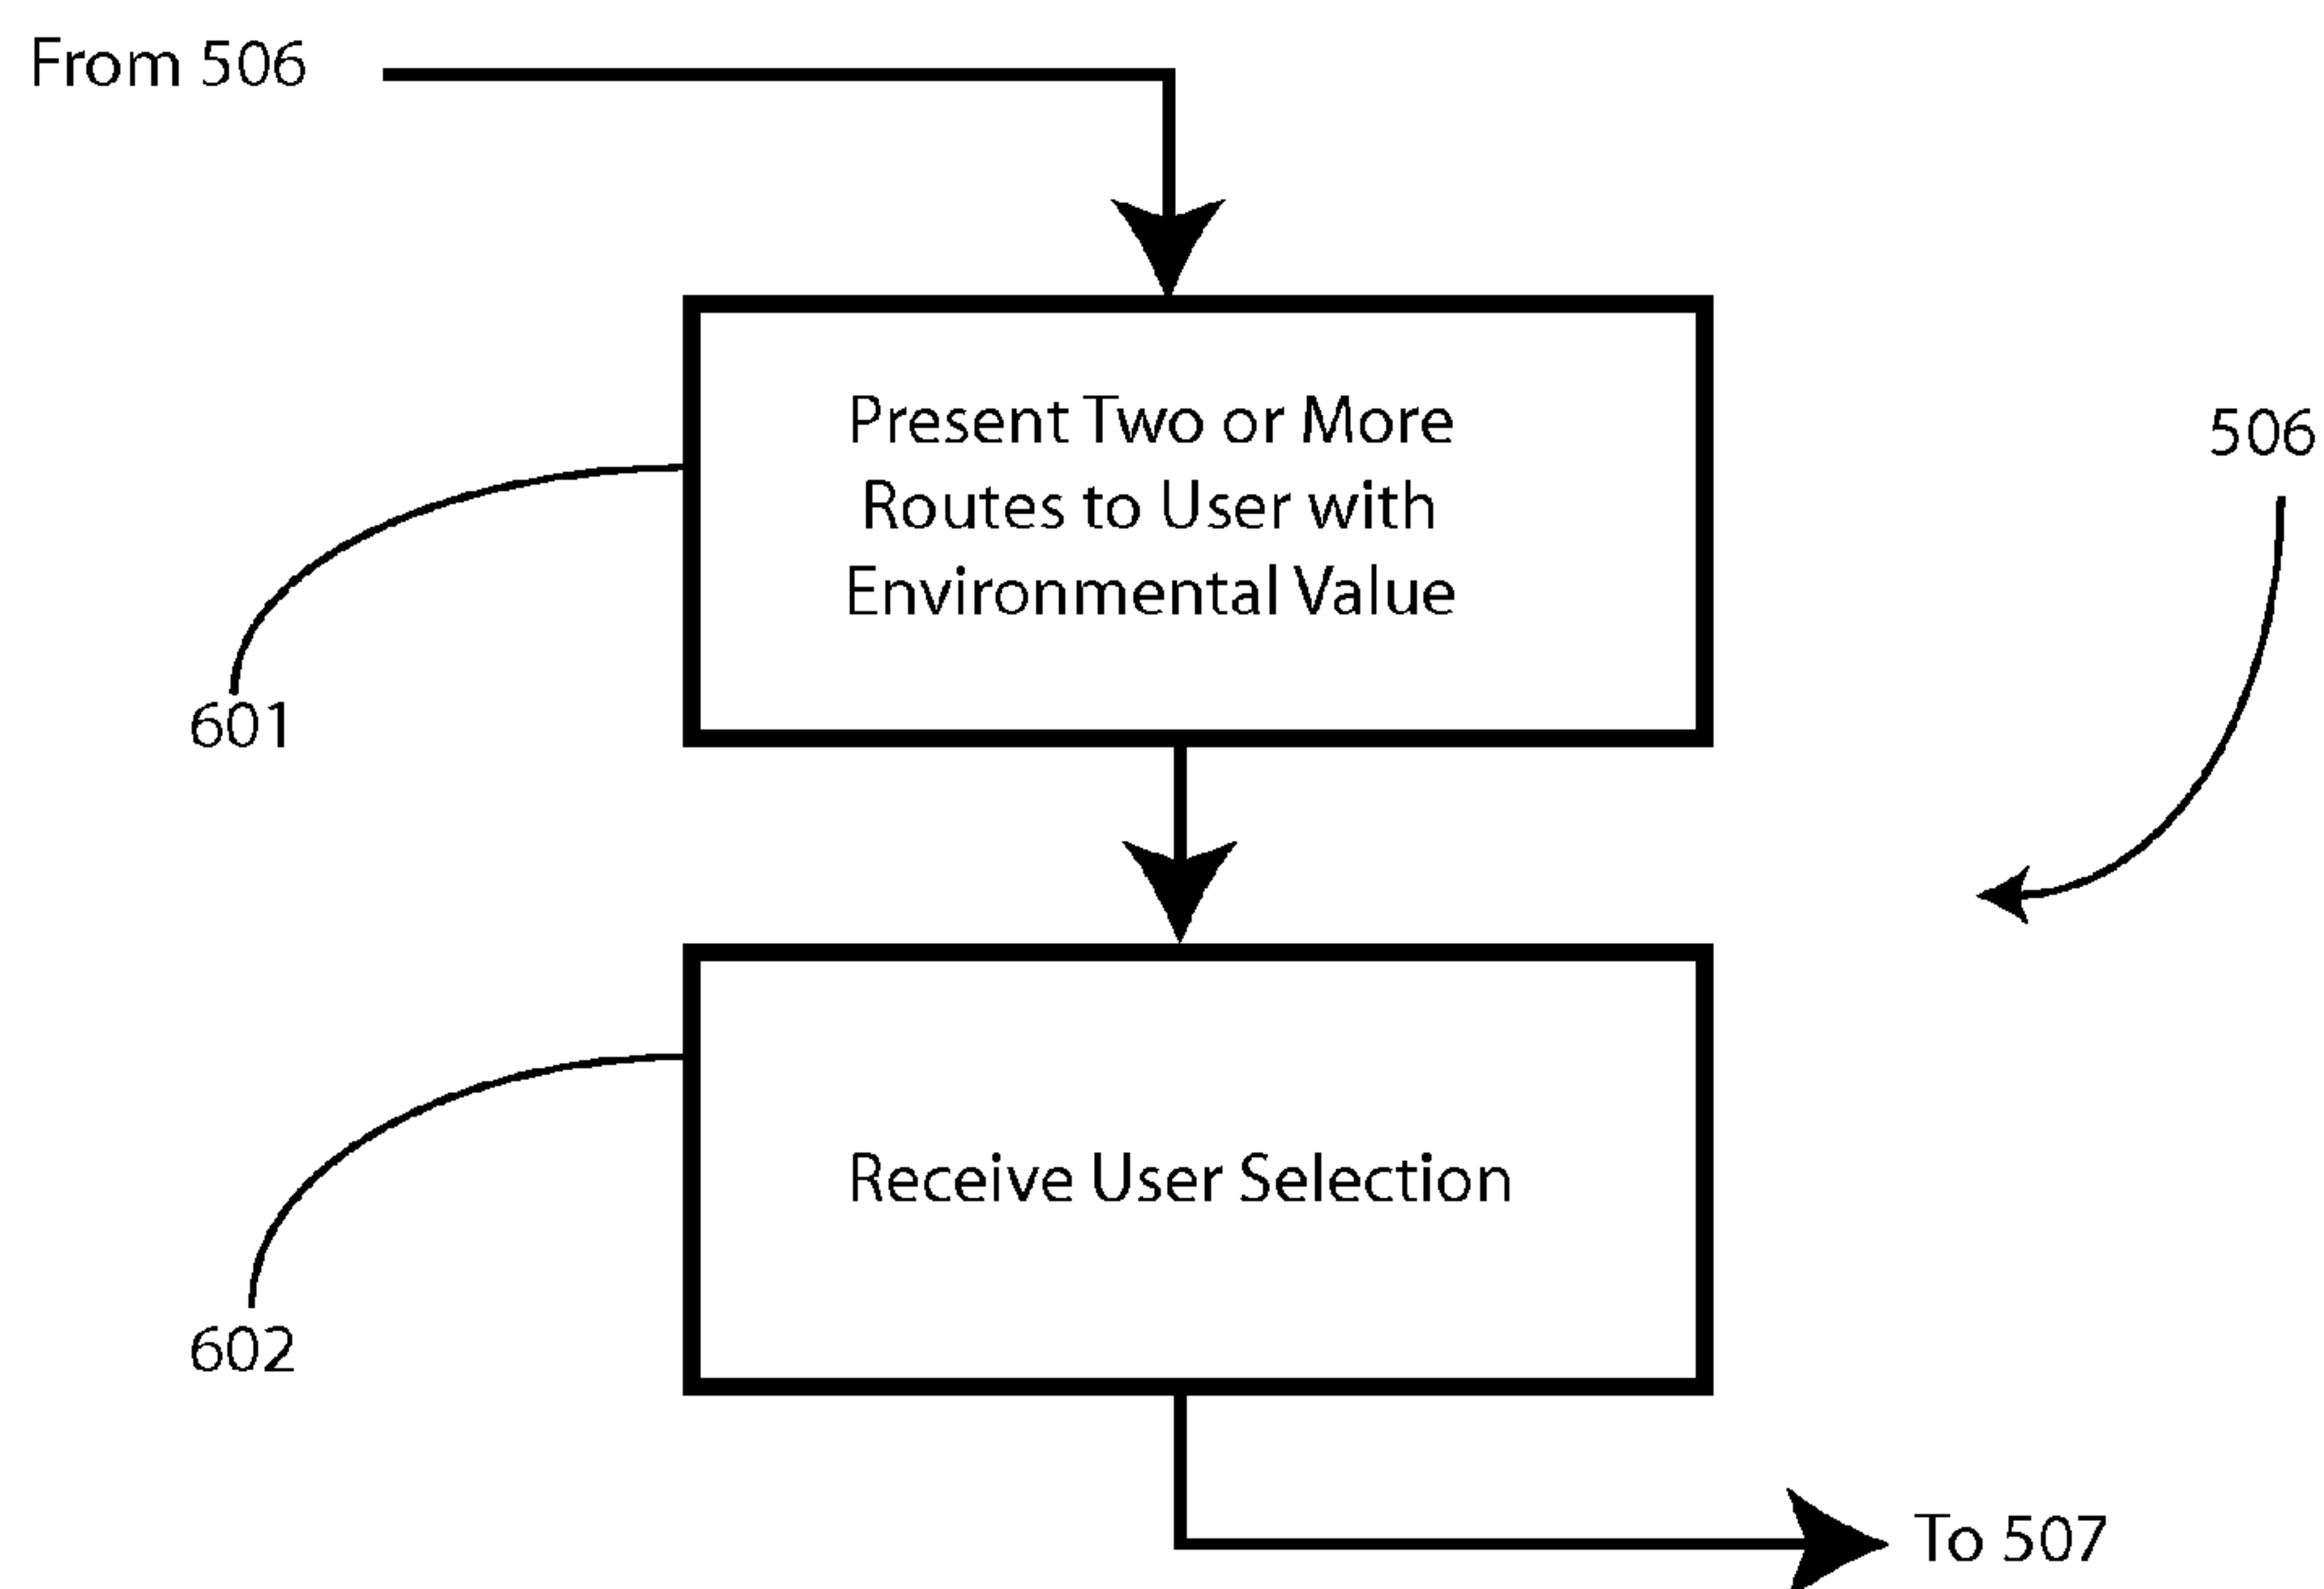 From 506
Present Two or More
Routes to User with
Environmental Value
506
601
Receive User Selection
602
To 507